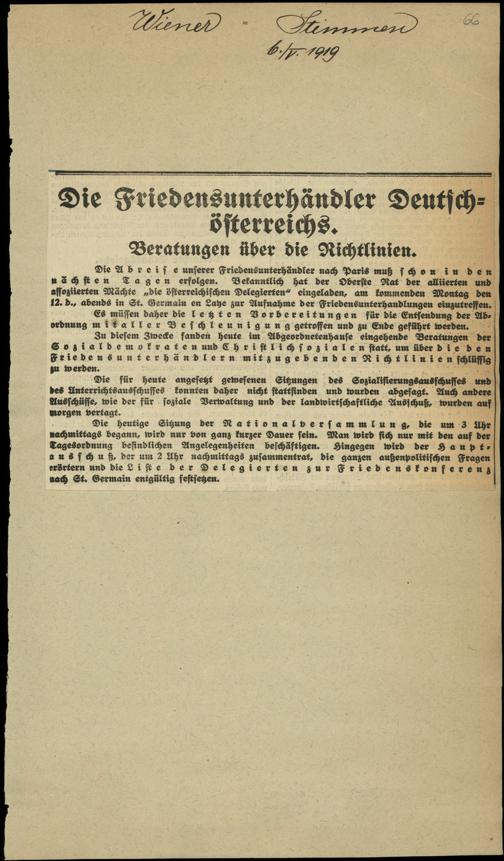 66
Wiener - Stimmen
6./V. 1919
Die Friedensunterhändler Deutsch-
österreichs.
Beratungen über die Richtlinien.
Die Abreise unserer Friedensunterhändler nach Paris muß schon in den
nächsten Tagen erfolgen. Bekanntlich hat der Oberste Rat der alliierten und
assoziierten Mächte „die österreichischen Delegierten“ eingeladen, am kommenden Montag den
12. d., abends in St. Germain en Laye zur Aufnahme der Friedensunterhandlungen einzutreffen.
Es müssen daher die letzten Vorbereitungen für die Entsendung der Ab-
ordnung mit aller Beschleunigung getroffen und zu Ende geführt werden.
Zu diesem Zwecke fanden heute im Abgeordnetenhause eingehende Beratungen der
Sozialdemokraten und Christlichsozialen statt, um über die den
Friedensunterhändlern mitzugebenden Richtlinien schlüssig
zu werden.
Die für heute angesetzt gewesenen Sitzungen des Sozialisierungsausschusses und
des Unterrichtsausschusses konnten daher nicht stattfinden und wurden abgesagt. Auch andere
Ausschüsse, wie der für soziale Verwaltung und der landwirtschaftliche Ausschuß, wurden auf
morgen vertagt.
Die heutige Sitzung der Nationalversammlung, die um 3 Uhr
nachmittags begann, wird nur von ganz kurzer Dauer sein. Man wird sich nur mit den auf der
Tagesordnung befindlichen Angelegenheiten beschäftigen. Hingegen wird der Haupt-
ausschuß, der um 2 Uhr nachmittags zusammentrat, die ganzen außenpolitischen Fragen
erörtern und die Liste der Delegierten zur Friedenskonferenz
nach St. Germain entgültig festsetzen.